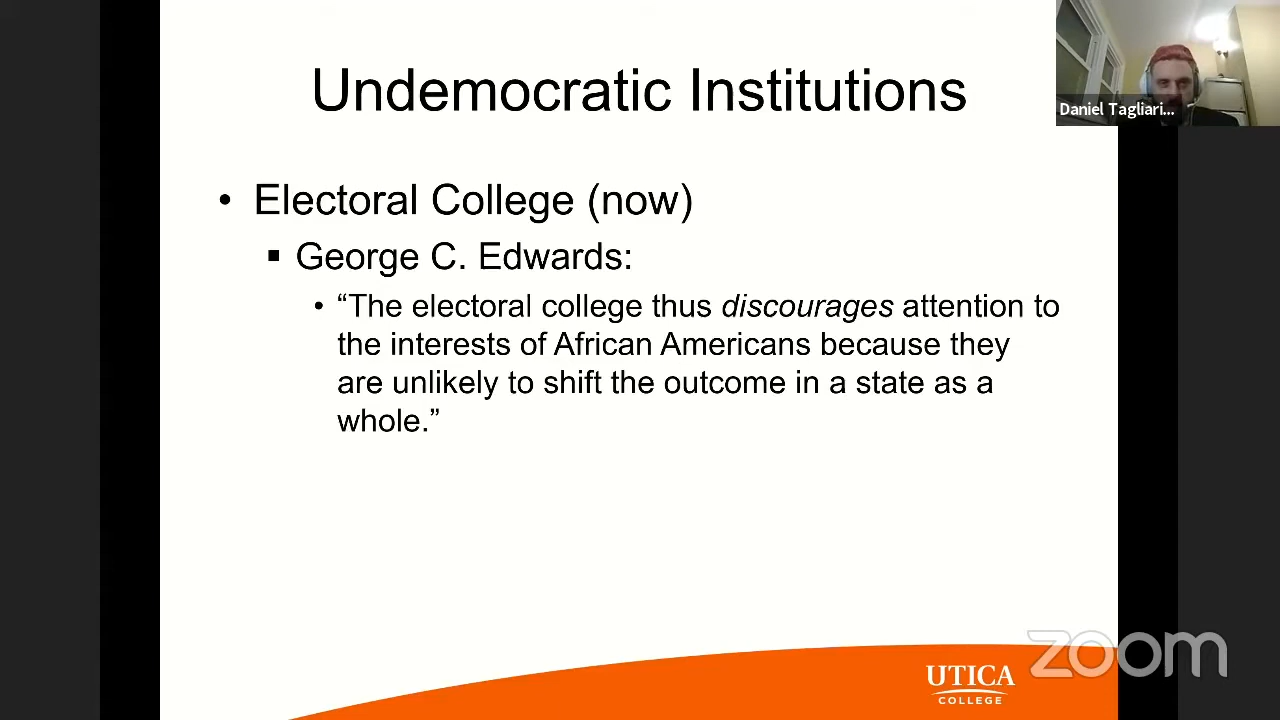 Undemocratic Institutions
Daniel Tagliari...
• Electoral College (now)
▪ George C. Edwards:
• “The electoral college thus discourages attention to
the interests of African Americans because they
are unlikely to shift the outcome in a state as a
whole.”
zoom
UTICA
COLLEGE